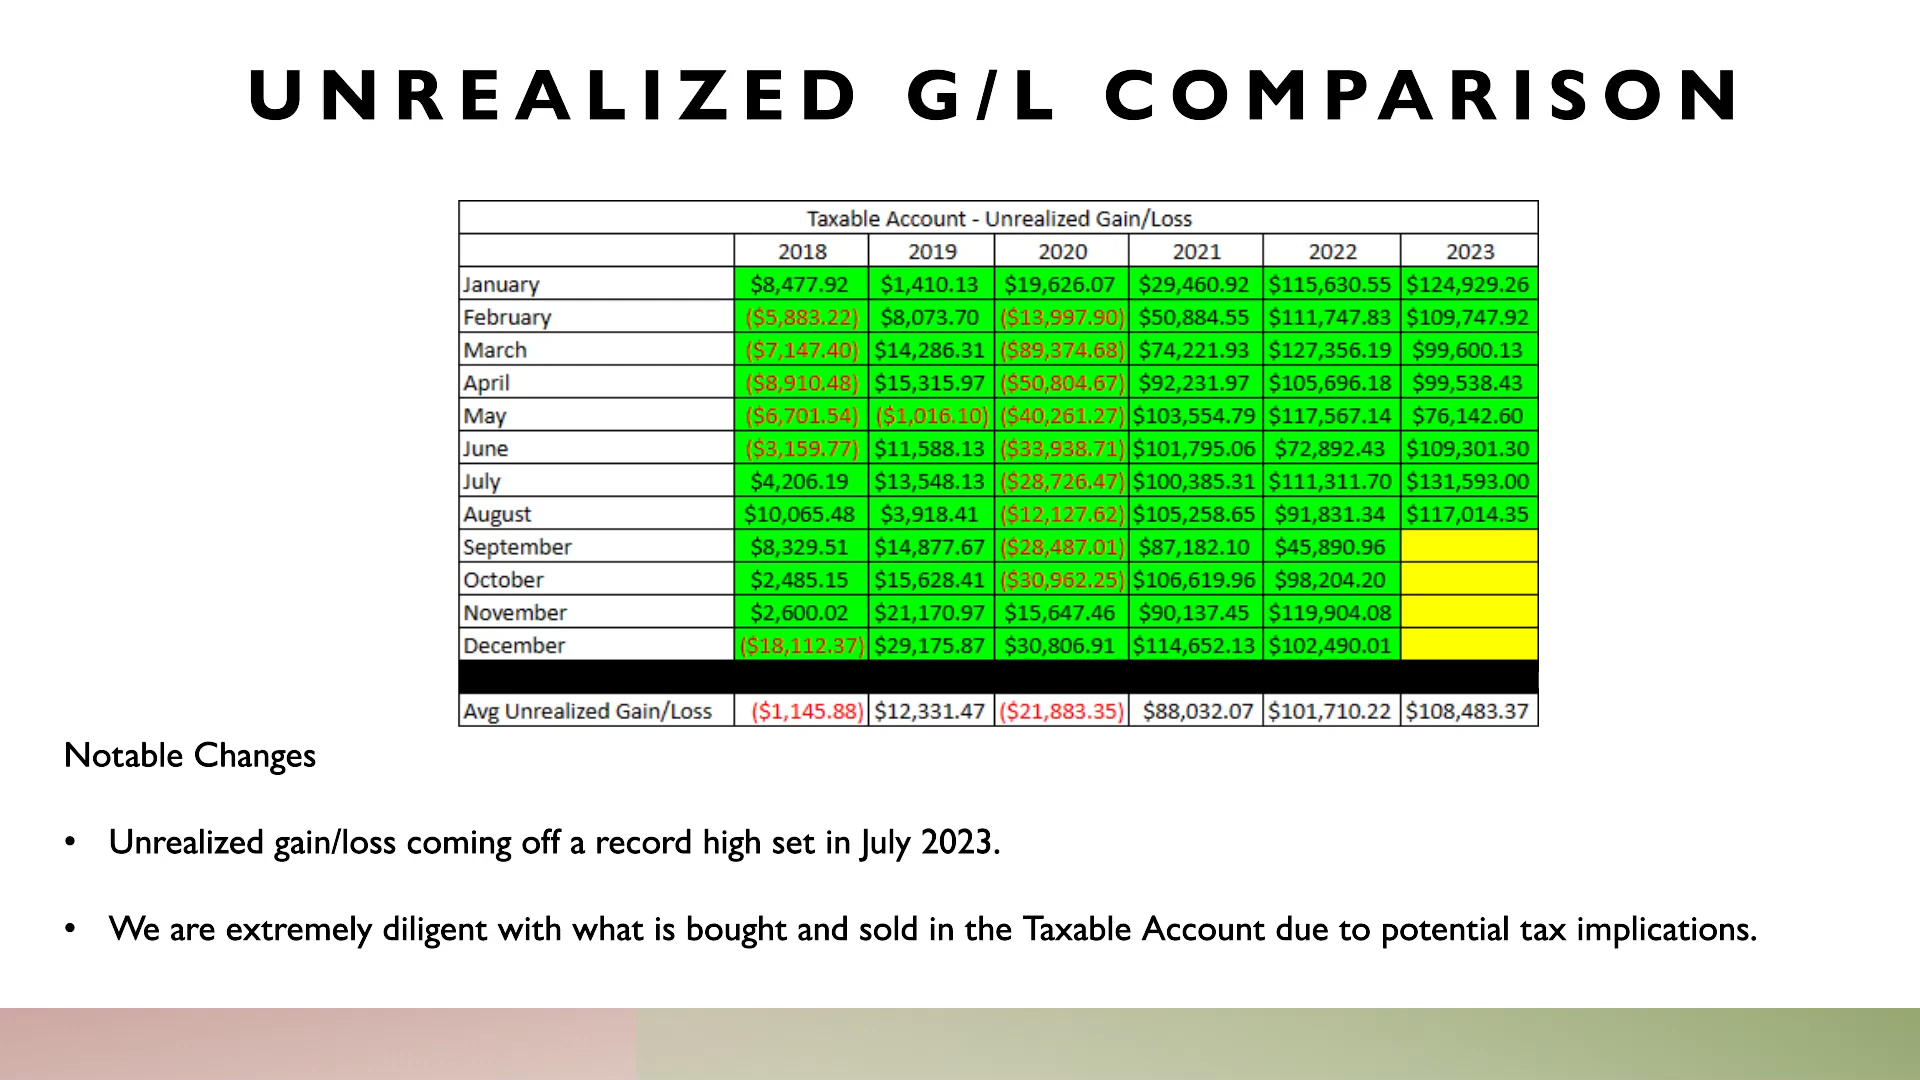 UNREALIZED G/L COMPARISON
Taxable Account - Unrealized Gain/Loss
2018 2019 2020 2021 2022 2023
January $8,477.92 $1,410.13 $19,626.07 $29,460.92 $115,630.55 $124,929.26
February ($5,883.22) $8,073.70 ($13,997.90) $50,884.55 $111,747.83 $109,747.92
March ($7,147.40) $14,286.31 ($89,374.68) $74,221.93 $127,356.19 $99,600.13
April ($8,910.48) $15,315.97 ($50,804.67) $92,231.97 $105,696.18 $99,538.43
May ($6,701.54) ($1,016.10) ($40,261.27) $103,554.79 $117,567.14 $76,142.60
June ($3,159.77) $11,588.13 ($33,938.71) $101,795.06 $72,892.43 $109,301.30
July $4,206.19 $13,548.13 ($28,726.47) $100,385.31 $111,311.70 $131,593.00
August $10,065.48 $3,918.41 ($12,127.62) $105,258.65 $91,831.34 $117,014.35
September $8,329.51 $14,877.67 ($28,487.01) $87,182.10 $45,890.96
October $2,485.15 $15,628.41 ($30,962.25) $106,619.96 $98,204.20
November $2,600.02 $21,170.97 $15,647.46 $90,137.45 $119,904.08
December ($18,112.37) $29,175.87 $30,806.91 $114,652.13 $102,490.01
Avg Unrealized Gain/Loss ($1,145.88) $12,331.47 ($21,883.35) $88,032.07 $101,710.22 $108,483.37
Notable Changes
• Unrealized gain/loss coming off a record high set in July 2023.
• We are extremely diligent with what is bought and sold in the Taxable Account due to potential tax implications.